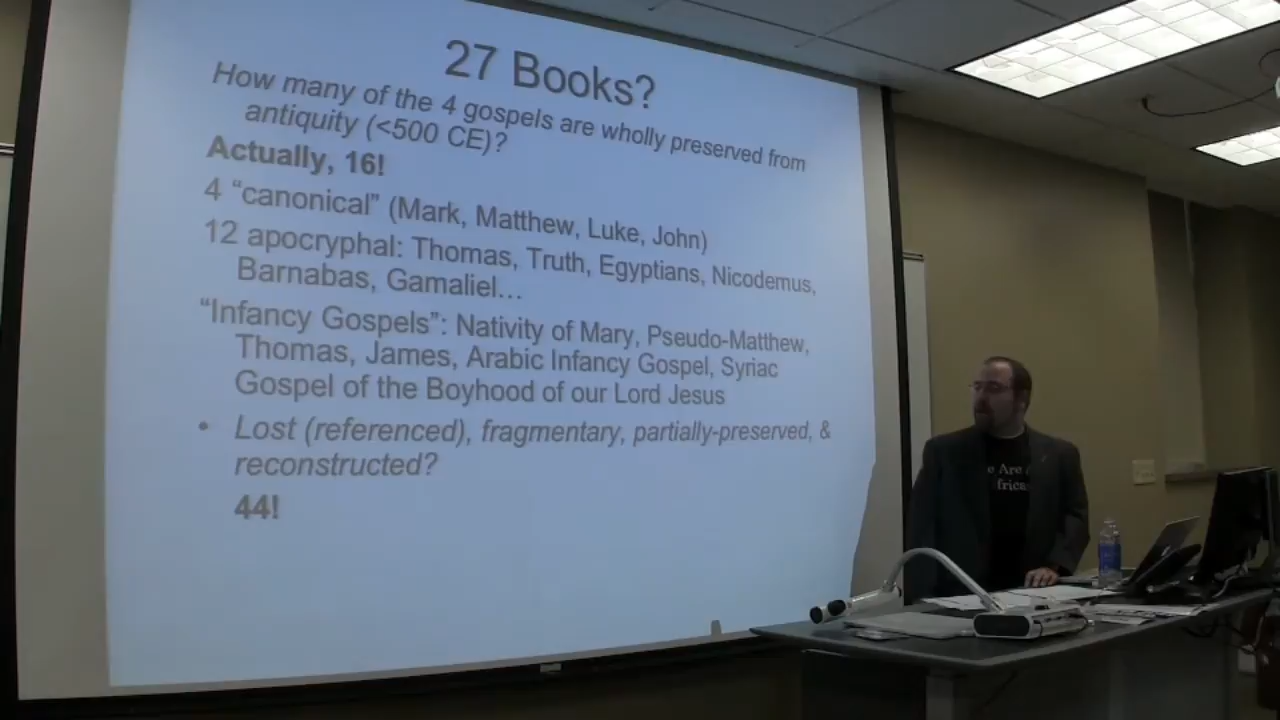 27 Books?
How many of the 4 gospels are wholly preserved from
antiquity (<500 CE)?
Actually, 16!
4 “canonical” (Mark, Matthew, Luke, John)
12 apocryphal: Thomas, Truth, Egyptians, Nicodemus,
Barnabas, Gamaliel...
“Infancy Gospels”: Nativity of Mary, Pseudo-Matthew,
Thomas, James, Arabic Infancy Gospel, Syriac
Gospel of the Boyhood of our Lord Jesus
• Lost (referenced), fragmentary, partially-preserved, &
reconstructed?
44!
e Are
frica